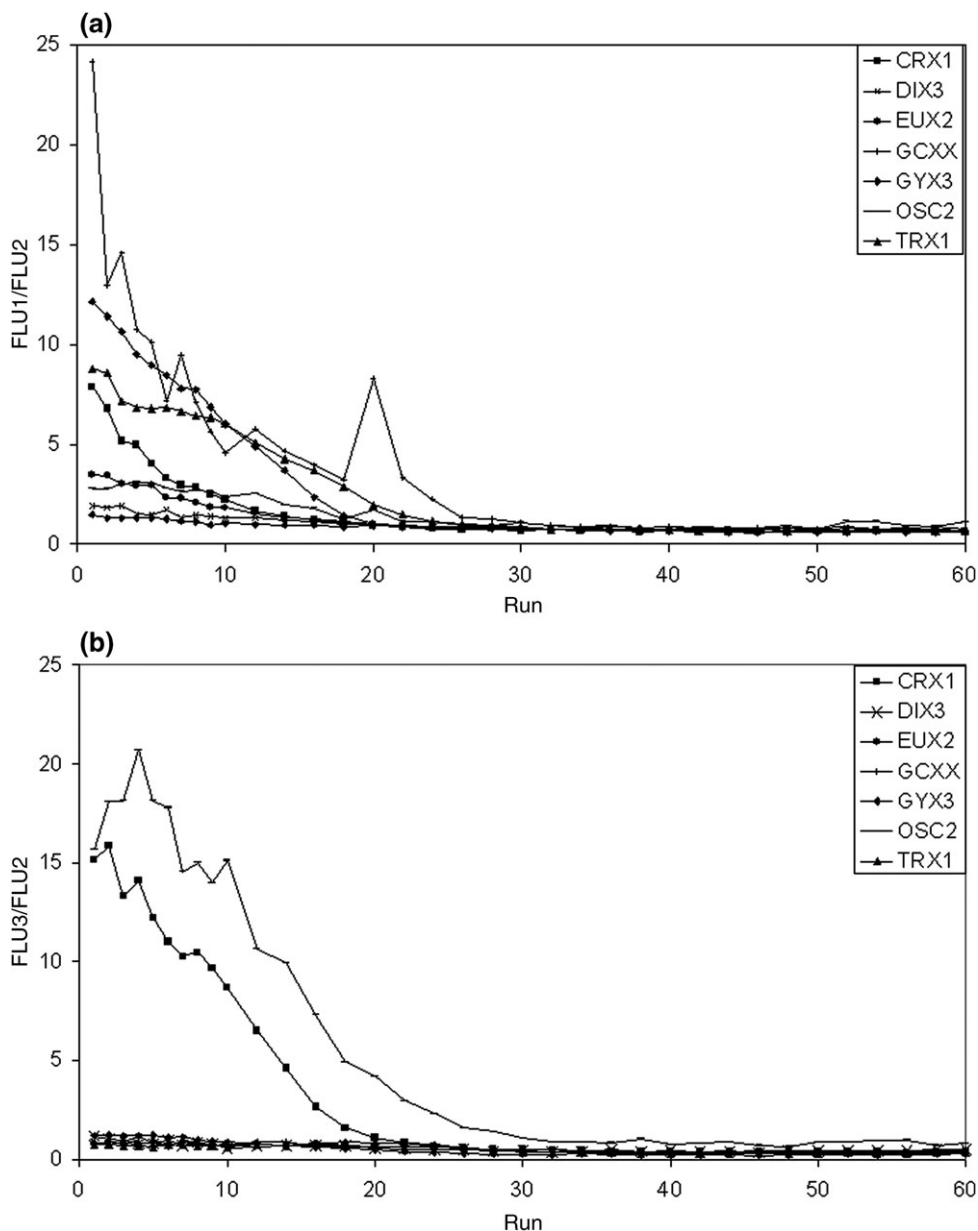 (a)
25
20
15
10
5
0
FLU1/FLU2
0 10 20 30 40 50 60
Run
CRX1
DIX3
EUX2
GCXX
GYX3
OSC2
TRX1
(b)
25
20
15
10
5
0
FLU3/FLU2
0 10 20 30 40 50 60
Run
CRX1
DIX3
EUX2
GCXX
GYX3
OSC2
TRX1